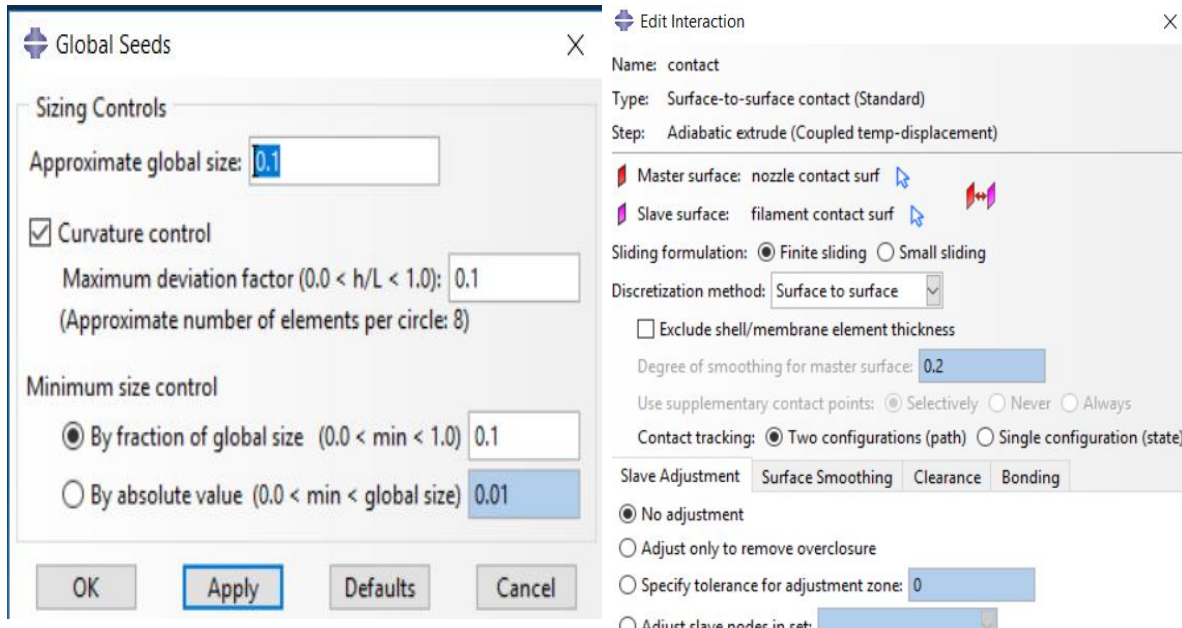 Global Seeds
Sizing Controls
Approximate global size: 0.1
Curvature control
Maximum deviation factor (0.0 < h/L < 1.0): 0.1
(Approximate number of elements per circle: 8)
Minimum size control
By fraction of global size (0.0 < min < 1.0) 0.1
By absolute value (0.0 < min < global size) 0.01
OK Apply Defaults Cancel
Edit Interaction
Name: contact
Type: Surface-to-surface contact (Standard)
Step: Adiabatic extrude (Coupled temp-displacement)
Master surface: nozzle contact surf
Slave surface: filament contact surf
Sliding formulation: Finite sliding Small sliding
Discretization method: Surface to surface
Exclude shell/membrane element thickness
Degree of smoothing for master surface: 0.2
Use supplementary contact points: Selectively Never Always
Contact tracking: Two configurations (path) Single configuration (state)
Slave Adjustment Surface Smoothing Clearance Bonding
No adjustment
Adjust only to remove overclosure
Specify tolerance for adjustment zone: 0
Adjust slave nodes in set: